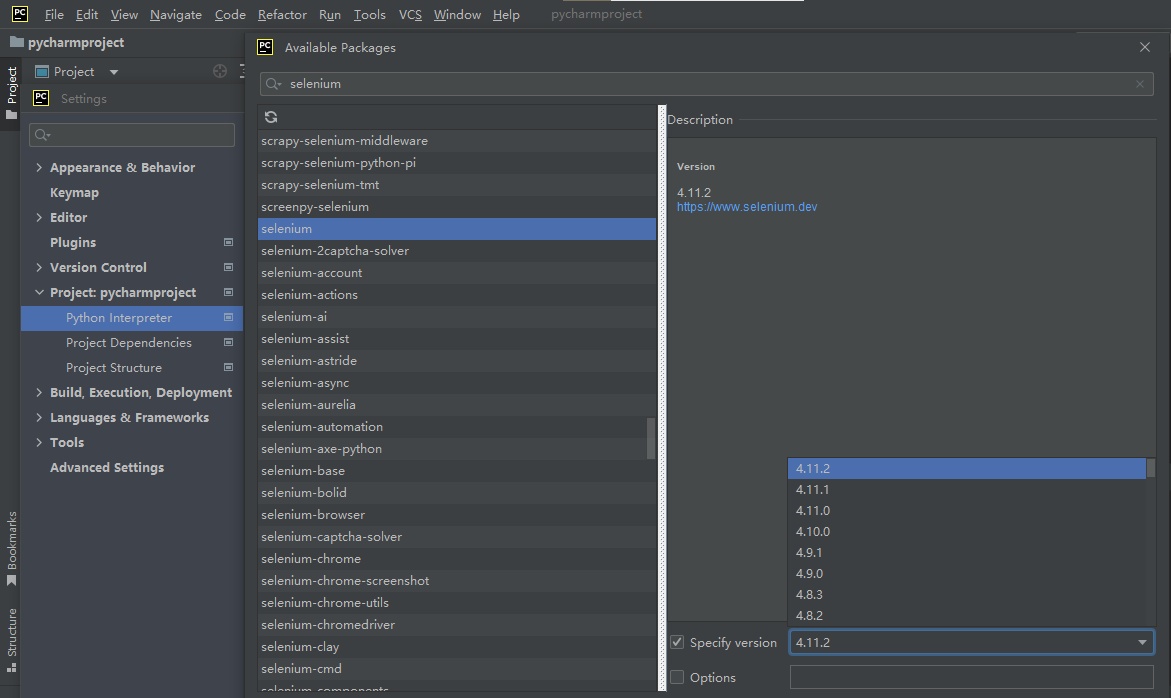 PC File Edit View Navigate Code Refactor Run Tools VCS Window Help pycharmproject
pycharmproject
Project
Project
PC Settings
Appearance & Behavior
Keymap
Editor
Plugins
Version Control
Project: pycharmproject
Python Interpreter
Project Dependencies
Project Structure
Build, Execution, Deployment
Languages & Frameworks
Tools
Advanced Settings
Bookmarks
Structure
PC Available Packages
selenium
scrapy-selenium-middleware
scrapy-selenium-python-pi
scrapy-selenium-tmt
screenpy-selenium
selenium
selenium-2captcha-solver
selenium-account
selenium-actions
selenium-ai
selenium-assist
selenium-astride
selenium-async
selenium-aurelia
selenium-automation
selenium-axe-python
selenium-base
selenium-bolid
selenium-browser
selenium-captcha-solver
selenium-chrome
selenium-chrome-screenshot
selenium-chrome-utils
selenium-chromedriver
selenium-clay
selenium-cmd
selenium-components
Description
Version
4.11.2
https://www.selenium.dev
4.11.2
4.11.1
4.11.0
4.10.0
4.9.1
4.9.0
4.8.3
4.8.2
Specify version 4.11.2
Options